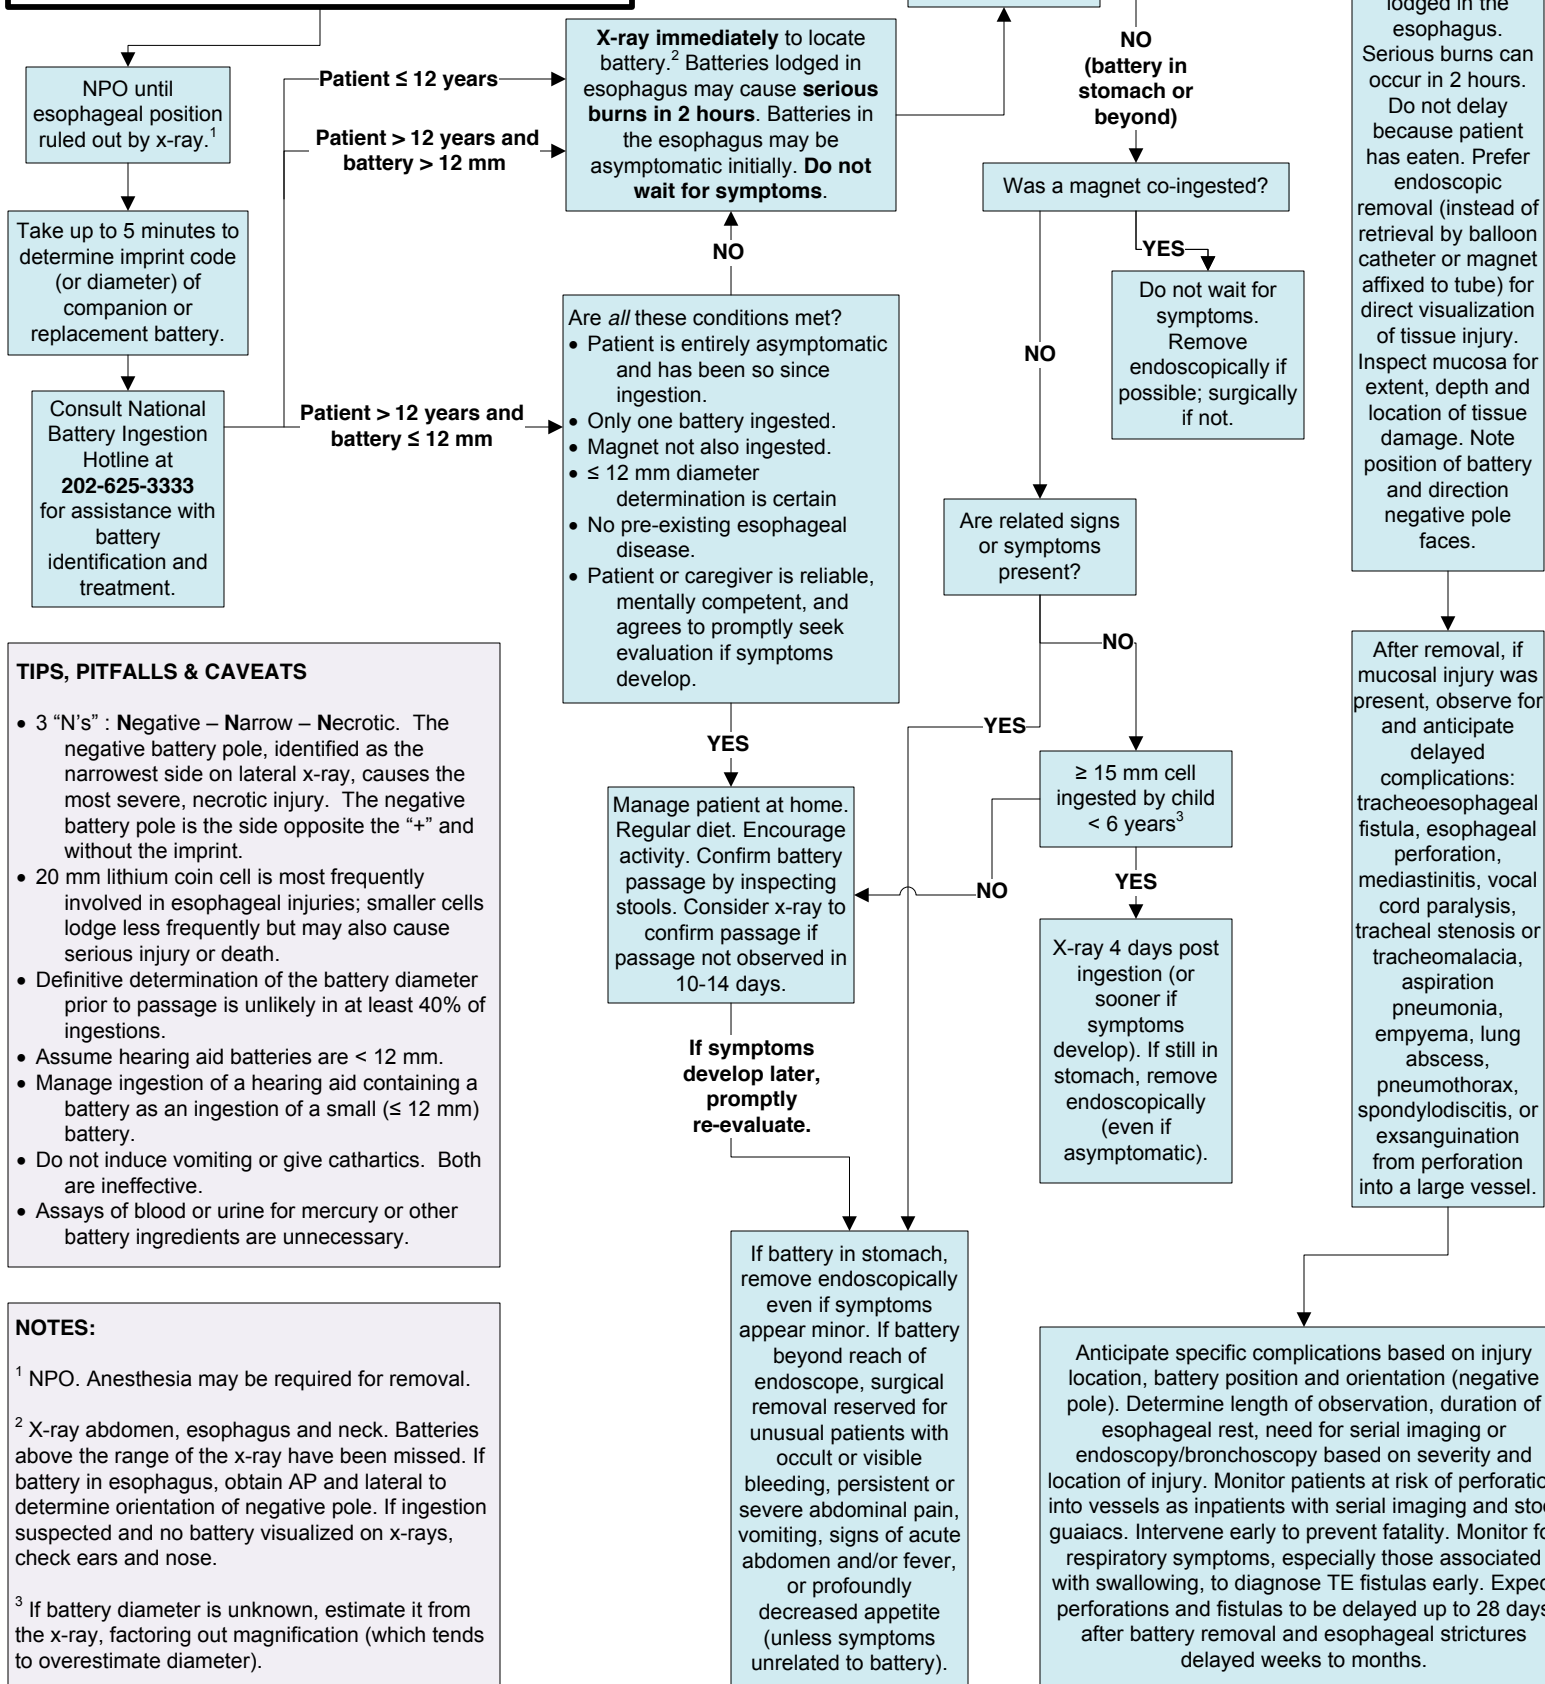 NPO until
esophageal position
ruled out by x-ray.1
Take up to 5 minutes to
determine imprint code
(or diameter) of
companion or
replacement battery.
Consult National
Battery Ingestion
Hotline at
202-625-3333
for assistance with
battery
identification and
treatment.
Patient ≤ 12 years
Patient > 12 years and
battery > 12 mm
Patient > 12 years and
battery ≤ 12 mm
X-ray immediately to locate
battery.2 Batteries lodged in
esophagus may cause serious
burns in 2 hours. Batteries in
the esophagus may be
asymptomatic initially. Do not
wait for symptoms.
NO
Are all these conditions met?
• Patient is entirely asymptomatic
and has been so since
ingestion.
• Only one battery ingested.
• Magnet not also ingested.
• ≤ 12 mm diameter
determination is certain
• No pre-existing esophageal
disease.
• Patient or caregiver is reliable,
mentally competent, and
agrees to promptly seek
evaluation if symptoms
develop.
YES
Manage patient at home.
Regular diet. Encourage
activity. Confirm battery
passage by inspecting
stools. Consider x-ray to
confirm passage if
passage not observed in
10-14 days.
If symptoms
develop later,
promptly
re-evaluate.
If battery in stomach,
remove endoscopically
even if symptoms
appear minor. If battery
beyond reach of
endoscope, surgical
removal reserved for
unusual patients with
occult or visible
bleeding, persistent or
severe abdominal pain,
vomiting, signs of acute
abdomen and/or fever,
or profoundly
decreased appetite
(unless symptoms
unrelated to battery).
NO
(battery in
stomach or
beyond)
Was a magnet co-ingested?
YES
Do not wait for
symptoms.
Remove
endoscopically if
possible; surgically
if not.
NO
Are related signs
or symptoms
present?
NO
YES
≥ 15 mm cell
ingested by child
< 6 years3
NO
YES
X-ray 4 days post
ingestion (or
sooner if
symptoms
develop). If still in
stomach, remove
endoscopically
(even if
asymptomatic).
lodged in the
esophagus.
Serious burns can
occur in 2 hours.
Do not delay
because patient
has eaten. Prefer
endoscopic
removal (instead of
retrieval by balloon
catheter or magnet
affixed to tube) for
direct visualization
of tissue injury.
Inspect mucosa for
extent, depth and
location of tissue
damage. Note
position of battery
and direction
negative pole
faces.
After removal, if
mucosal injury was
present, observe for
and anticipate
delayed
complications:
tracheoesophageal
fistula, esophageal
perforation,
mediastinitis, vocal
cord paralysis,
tracheal stenosis or
tracheomalacia,
aspiration
pneumonia,
empyema, lung
abscess,
pneumothorax,
spondylodiscitis, or
exsanguination
from perforation
into a large vessel.
Anticipate specific complications based on injury
location, battery position and orientation (negative
pole). Determine length of observation, duration of
esophageal rest, need for serial imaging or
endoscopy/bronchoscopy based on severity and
location of injury. Monitor patients at risk of
into vessels as inpatients with serial imaging and
guaiacs. Intervene early to prevent fatality. Monitor
respiratory symptoms, especially those associated
with swallowing, to diagnose TE fistulas early.
perforations and fistulas to be delayed up to 28 days
after battery removal and esophageal strictures
delayed weeks to months.
TIPS, PITFALLS & CAVEATS
• 3 “N’s” : Negative – Narrow – Necrotic. The
negative battery pole, identified as the
narrowest side on lateral x-ray, causes the
most severe, necrotic injury. The negative
battery pole is the side opposite the “+” and
without the imprint.
• 20 mm lithium coin cell is most frequently
involved in esophageal injuries; smaller cells
lodge less frequently but may also cause
serious injury or death.
• Definitive determination of the battery diameter
prior to passage is unlikely in at least 40% of
ingestions.
• Assume hearing aid batteries are < 12 mm.
• Manage ingestion of a hearing aid containing a
battery as an ingestion of a small (≤ 12 mm)
battery.
• Do not induce vomiting or give cathartics. Both
are ineffective.
• Assays of blood or urine for mercury or other
battery ingredients are unnecessary.
NOTES:
1 NPO. Anesthesia may be required for removal.
2 X-ray abdomen, esophagus and neck. Batteries
above the range of the x-ray have been missed. If
battery in esophagus, obtain AP and lateral to
determine orientation of negative pole. If ingestion
suspected and no battery visualized on x-rays,
check ears and nose.
3 If battery diameter is unknown, estimate it from
the x-ray, factoring out magnification (which tends
to overestimate diameter).